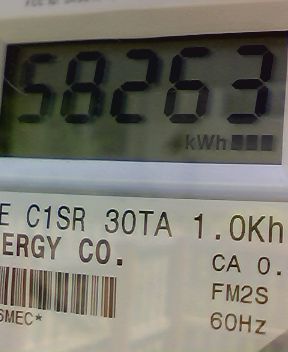 58263
kWh
E C1SR 30TA 1.0Kh
ERGY CO.
CA 0.
FM2S
SMEC*
60Hz